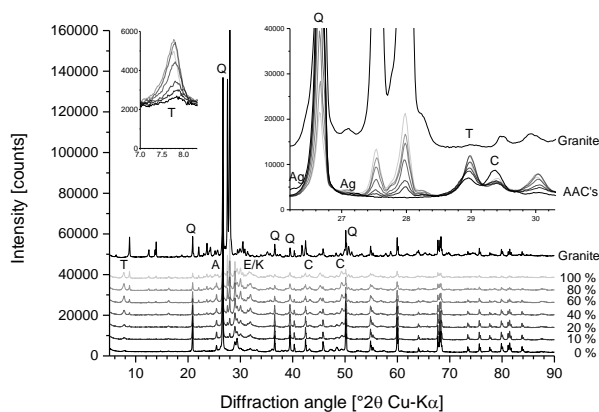 160000
140000
120000
100000
80000
60000
40000
20000
0
Intensity [counts]
6000
4000
2000
0
7.0 7.5 8.0
T
Q
40000
30000
20000
10000
0
27 28 29 30
Q
Ag
Ag
T
C
Granite
AAC's
Q
Q Q
Q
Granite
T A E/K C C
100 %
80 %
60 %
40 %
20 %
10 %
0 %
10 20 30 40 50 60 70 80 90
Diffraction angle [°2θ Cu-Kα]